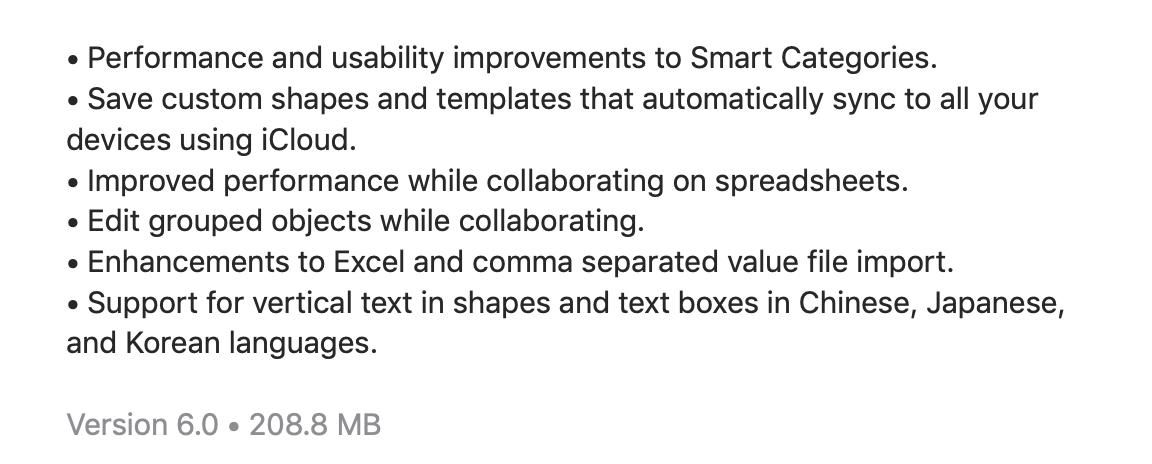 • Performance and usability improvements to Smart Categories.
• Save custom shapes and templates that automatically sync to all your
devices using iCloud.
• Improved performance while collaborating on spreadsheets.
• Edit grouped objects while collaborating.
• Enhancements to Excel and comma separated value file import.
• Support for vertical text in shapes and text boxes in Chinese, Japanese,
and Korean languages.
Version 6.0 • 208.8 MB